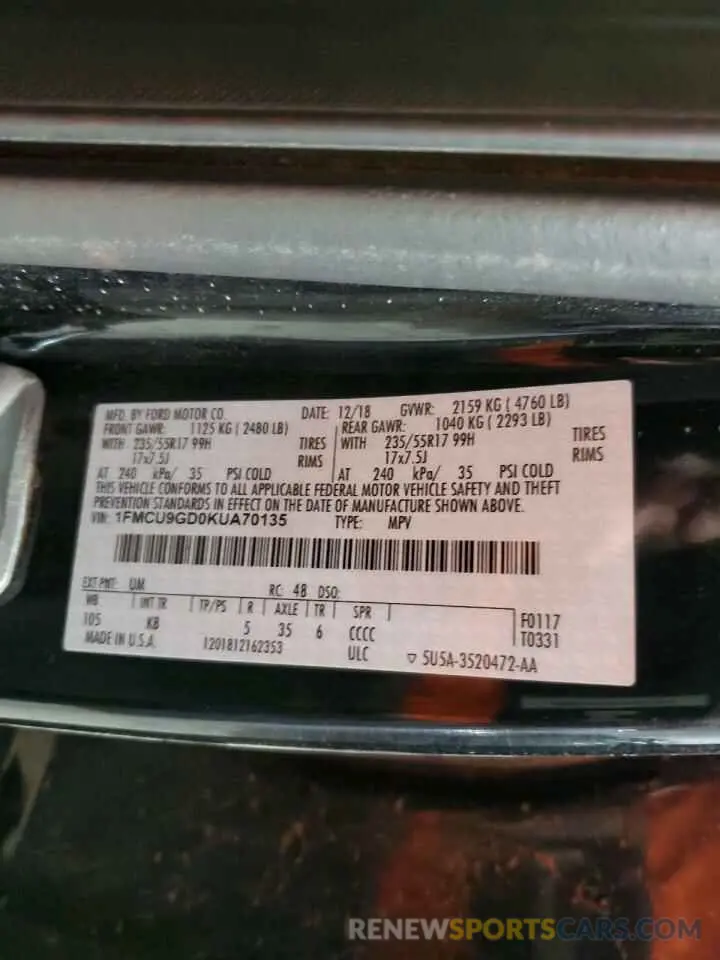 MFD. BY FORD MOTOR CO. DATE: 12/18 GVWR: 2159 KG ( 4760 LB)
FRONT GAWR: 1125 KG ( 2480 LB) REAR GAWR: 1040 KG ( 2293 LB)
WITH 235/55R17 99H TIRES WITH 235/55R17 99H TIRES
17x7.5J RIMS 17x7.5J RIMS
AT 240 kPa/ 35 PSI COLD AT 240 kPa/ 35 PSI COLD
THIS VEHICLE CONFORMS TO ALL APPLICABLE FEDERAL MOTOR VEHICLE SAFETY AND THEFT
PREVENTION STANDARDS IN EFFECT ON THE DATE OF MANUFACTURE SHOWN ABOVE.
VIN: 1FMCU9GD0KUA70135 TYPE: MPV
EXT PNT: UM RC: 48 DSO:
WB INT TR TP/PS R AXLE TR SPR
105 KB 5 35 6 CCCC
F0117
T0331
MADE IN U.S.A. 1201812162353 ULC ▽ 5U5A-3520472-AA
RENEWSPORTSCARS.COM